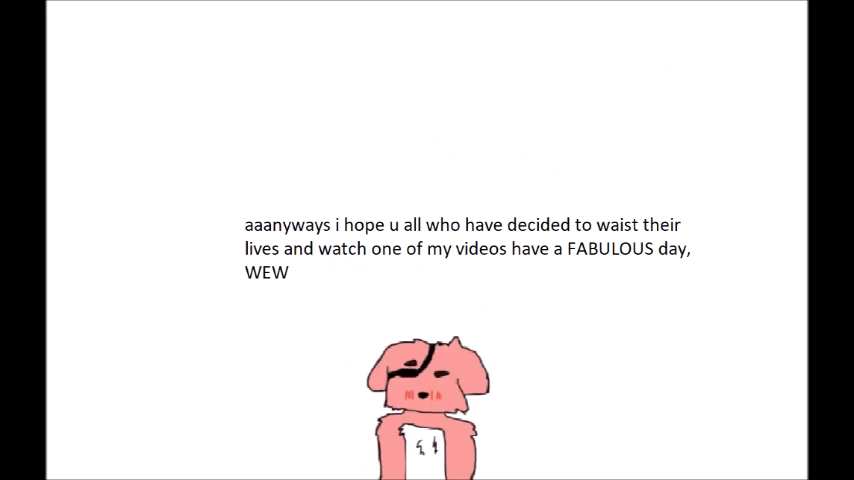 aaanyways i hope u all who have decided to waist their
lives and watch one of my videos have a FABULOUS day,
WEW